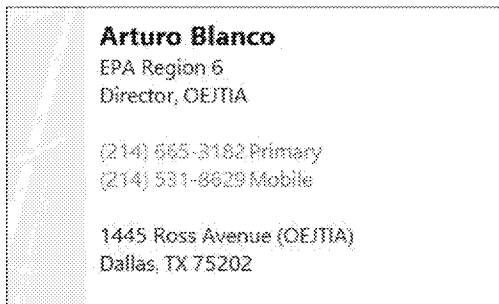 Arturo Blanco
EPA Region 6
Director, OEJTIA
(214) 665-3182 Primary
(214) 531-8629 Mobile
1445 Ross Avenue (OEJTIA)
Dallas, TX 75202